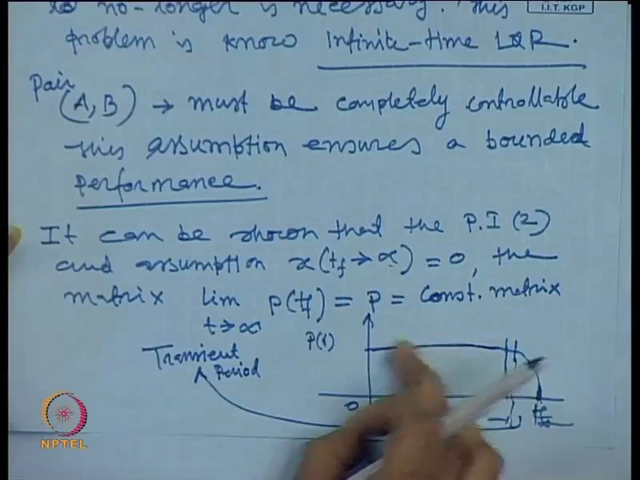 to no-longer is necessary. This
I.I.T. KGP
problem is know Infinite-time LQR.
Pair
(A, B) → must be completely controllable
this assumption ensures a bounded
performance.
It can be shown that the P.I (2)
and assumption x(tf→∝) = 0, the
matrix lim P(tf) = P = Const. matrix
t→∞
P(t)
Transient
Period
0
tf
NPTEL